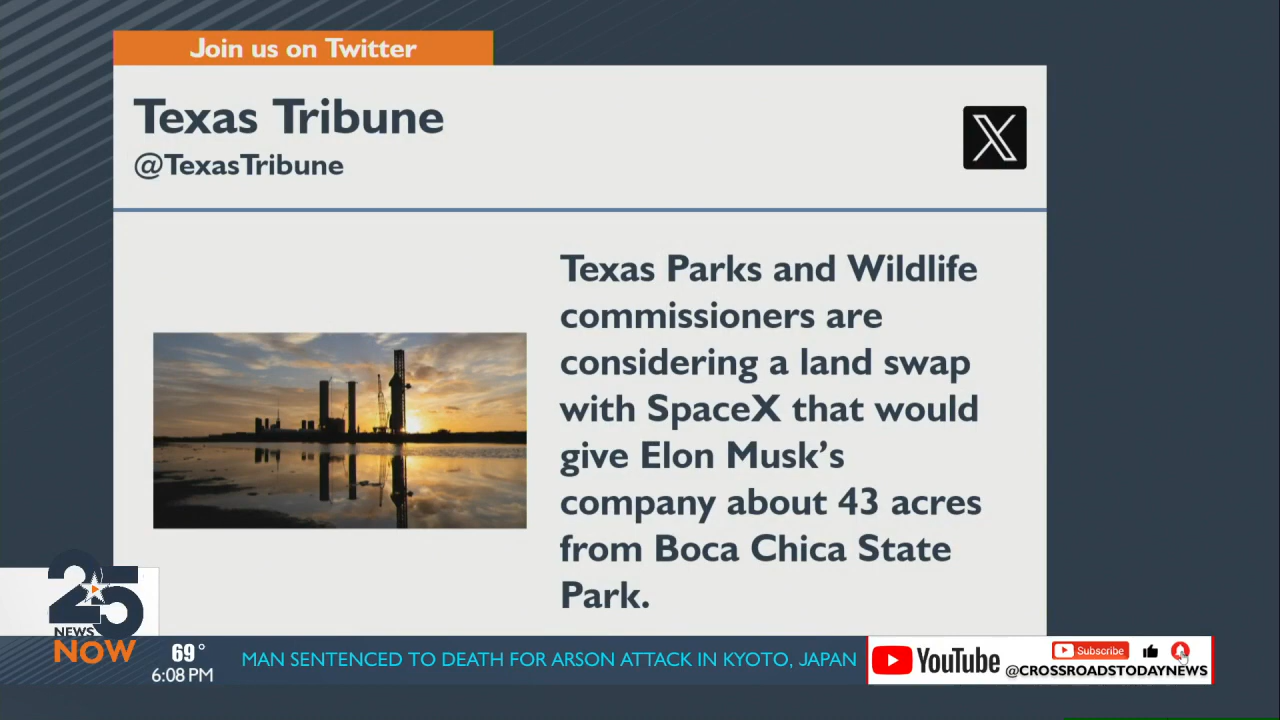 Join us on Twitter
Texas Tribune
@TexasTribune
X
Texas Parks and Wildlife
commissioners are
considering a land swap
with SpaceX that would
give Elon Musk’s
company about 43 acres
from Boca Chica State
Park.
25
NEWS
NOW
69°
6:08 PM
MAN SENTENCED TO DEATH FOR ARSON ATTACK IN KYOTO, JAPAN
YouTube
Subscribe
@CROSSROADSTODAYNEWS